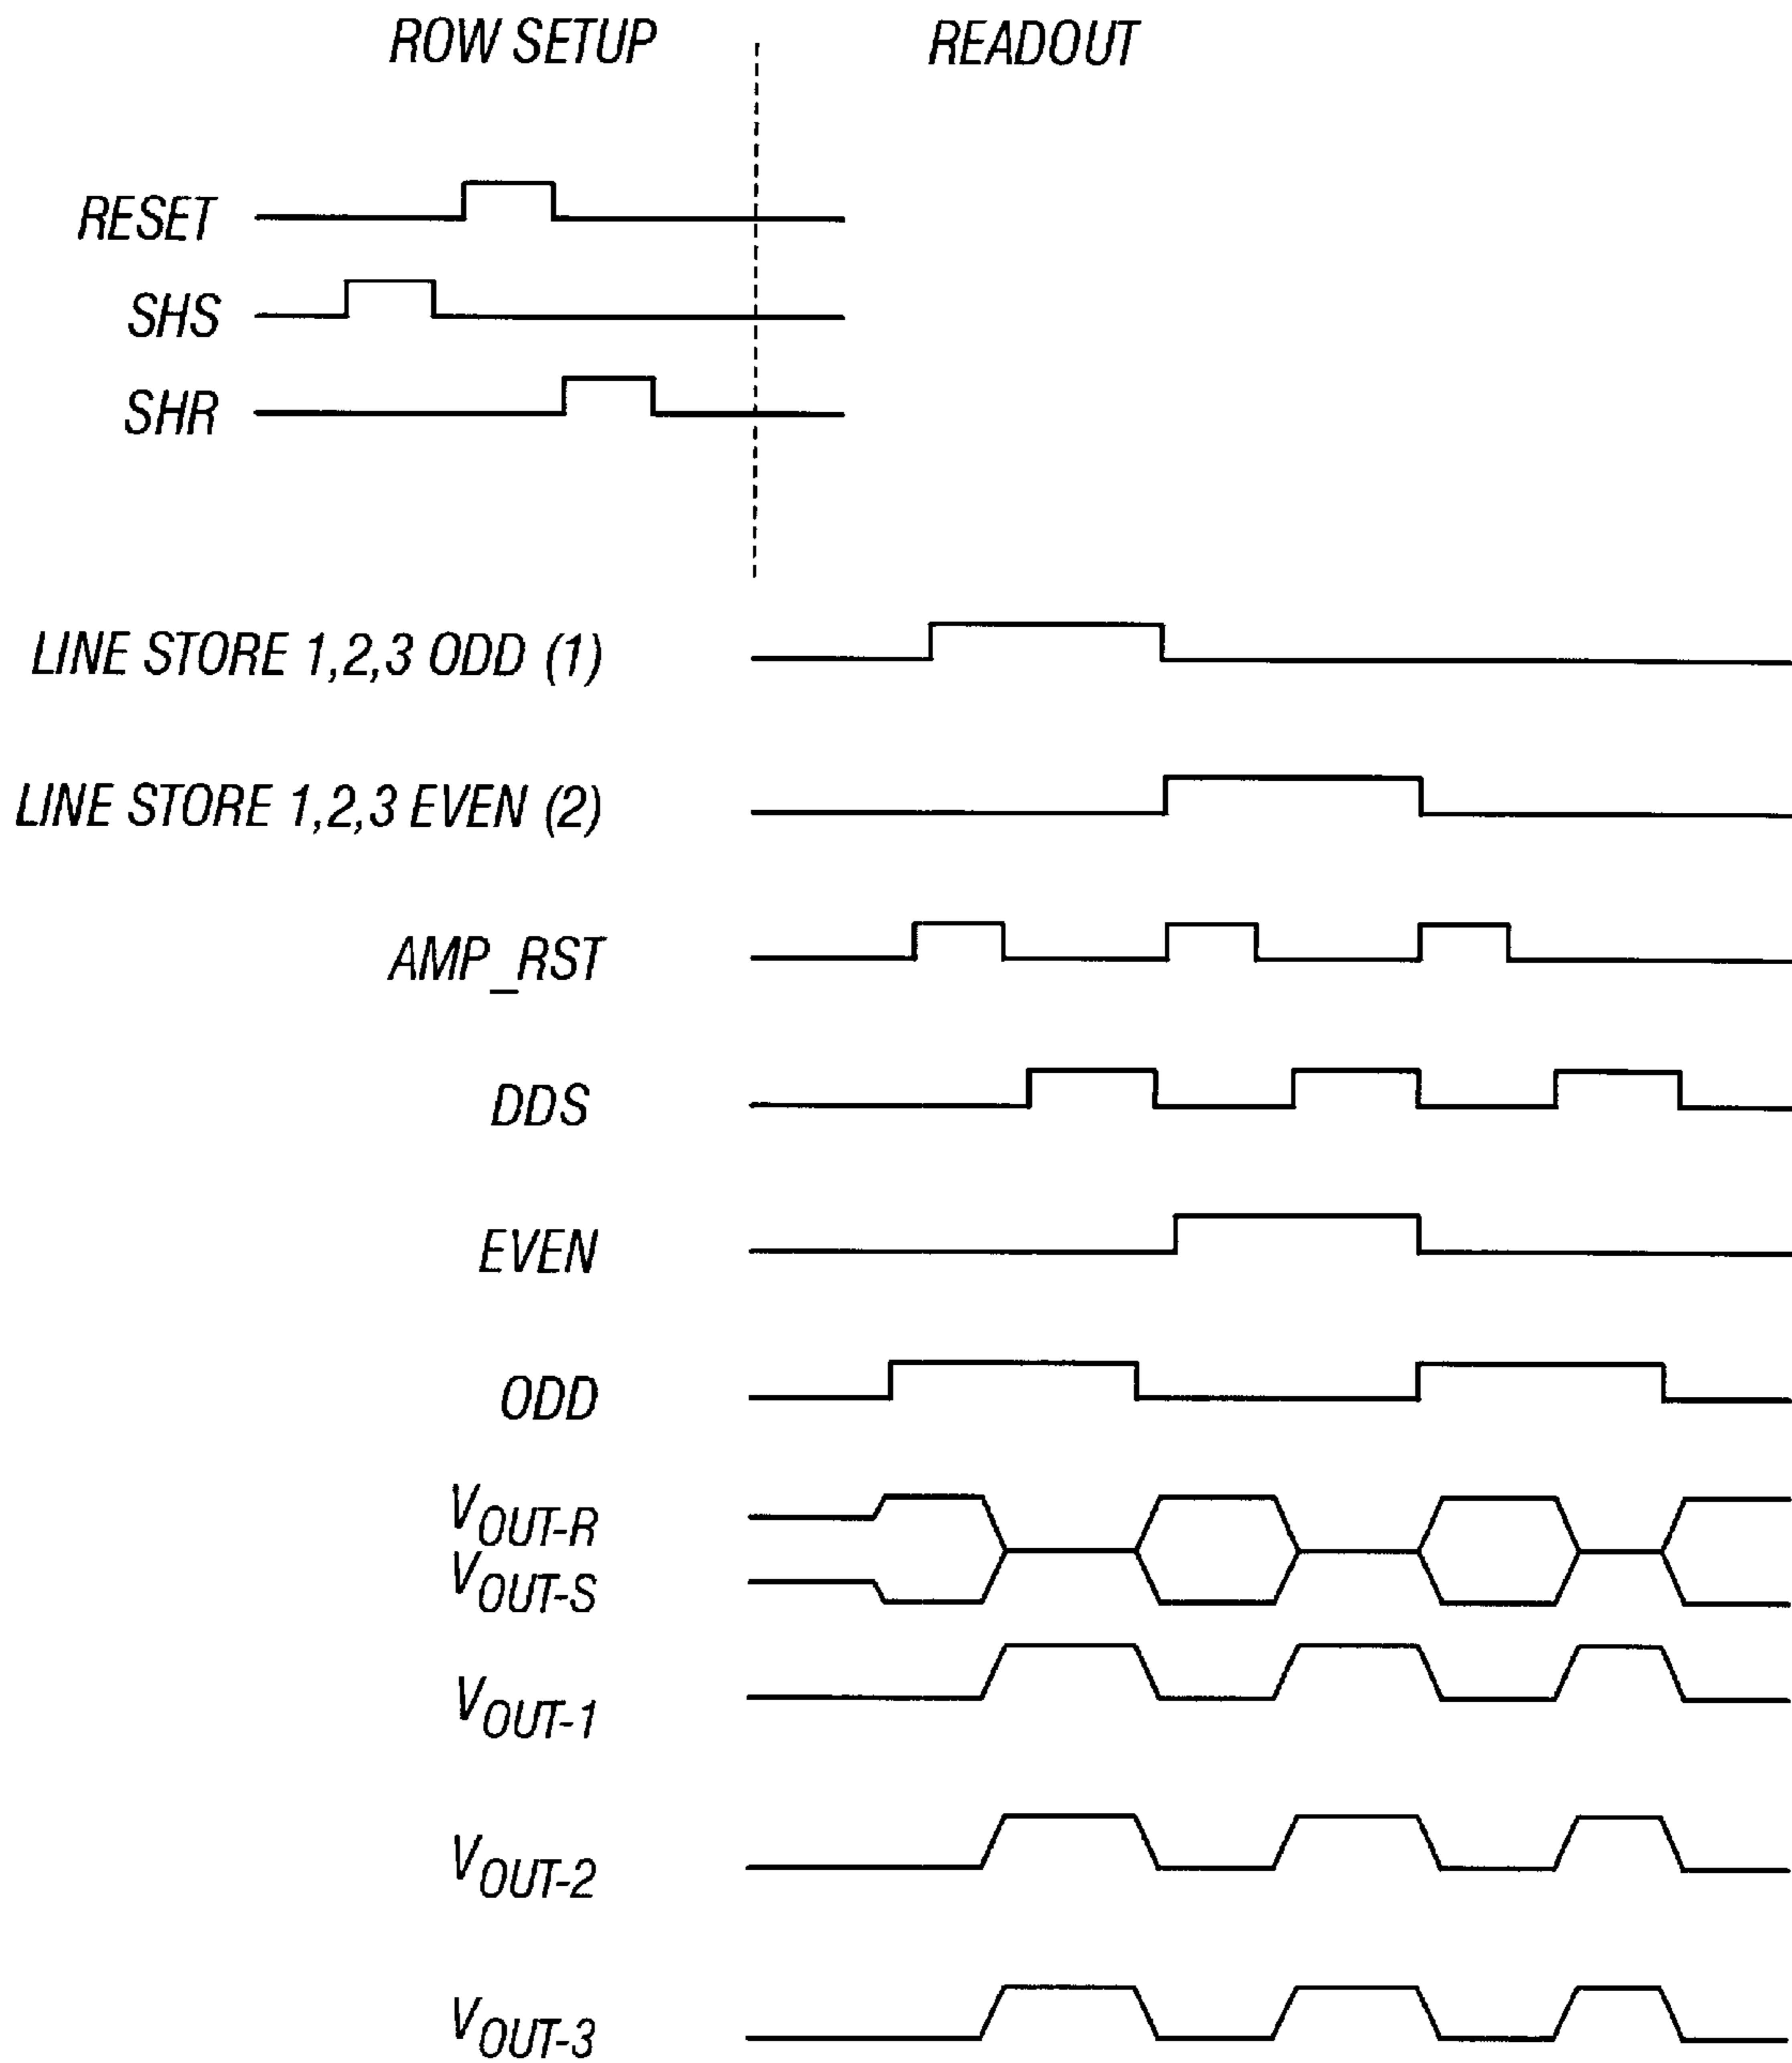 ROW SETUP READOUT
RESET
SHS
SHR
LINE STORE 1,2,3 ODD (1)
LINE STORE 1,2,3 EVEN (2)
AMP_RST
DDS
EVEN
ODD
VOUT-R
VOUT-S
VOUT-1
VOUT-2
VOUT-3